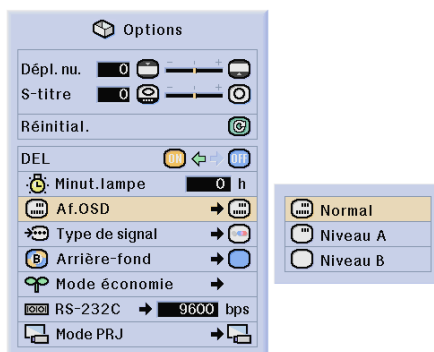 Options
Dépl. nu. 0 - +
S-titre 0 - +
Réinitial.
DEL ON OFF
Minut.lampe 0 h
Af.OSD
Type de signal
B Arrière-fond
Mode économie
RS-232C 9600 bps
Mode PRJ
Normal
Niveau A
Niveau B